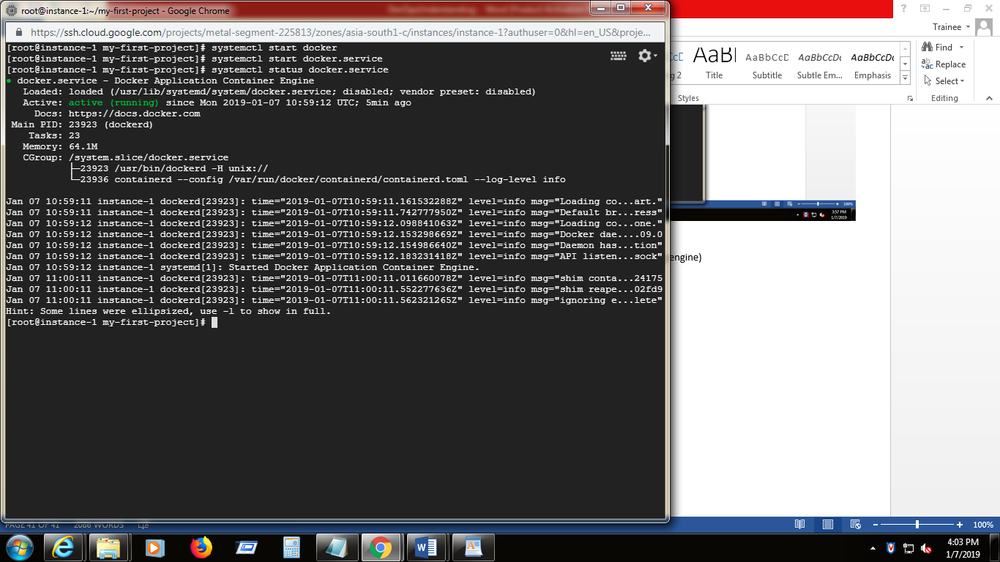 root@instance-1:~/my-first-project - Google Chrome
https://ssh.cloud.google.com/projects/metal-segment-225813/zones/asia-south1-c/instances/instance-1?authuser=0&hl=en_US&proje...
[root@instance-1 my-first-project]# systemctl start docker
[root@instance-1 my-first-project]# systemctl start docker.service
[root@instance-1 my-first-project]# systemctl status docker.service
● docker.service - Docker Application Container Engine
Loaded: loaded (/usr/lib/systemd/system/docker.service; disabled; vendor preset: disabled)
Active: active (running) since Mon 2019-01-07 10:59:12 UTC; 5min ago
Docs: https://docs.docker.com
Main PID: 23923 (dockerd)
Tasks: 23
Memory: 64.1M
CGroup: /system.slice/docker.service
├─23923 /usr/bin/dockerd -H unix://
└─23936 containerd --config /var/run/docker/containerd/containerd.toml --log-level info
Jan 07 10:59:11 instance-1 dockerd[23923]: time="2019-01-07T10:59:11.161532288Z" level=info msg="Loading co...art."
Jan 07 10:59:11 instance-1 dockerd[23923]: time="2019-01-07T10:59:11.742777950Z" level=info msg="Default br...ress"
Jan 07 10:59:12 instance-1 dockerd[23923]: time="2019-01-07T10:59:12.098841063Z" level=info msg="Loading co...one."
Jan 07 10:59:12 instance-1 dockerd[23923]: time="2019-01-07T10:59:12.153298669Z" level=info msg="Docker dae....09.0
Jan 07 10:59:12 instance-1 dockerd[23923]: time="2019-01-07T10:59:12.154986640Z" level=info msg="Daemon has...tion"
Jan 07 10:59:12 instance-1 dockerd[23923]: time="2019-01-07T10:59:12.183231418Z" level=info msg="API listen...sock"
Jan 07 10:59:12 instance-1 systemd[1]: Started Docker Application Container Engine.
Jan 07 11:00:11 instance-1 dockerd[23923]: time="2019-01-07T11:00:11.011660078Z" level=info msg="shim conta...24175
Jan 07 11:00:11 instance-1 dockerd[23923]: time="2019-01-07T11:00:11.552277636Z" level=info msg="shim reape...02fd9
Jan 07 11:00:11 instance-1 dockerd[23923]: time="2019-01-07T11:00:11.562321265Z" level=info msg="ignoring e...lete"
Hint: Some lines were ellipsized, use -l to show in full.
[root@instance-1 my-first-project]#
Trainee
CcDc AaBl AaBbCcD AaBbCcDc AaBbCcDc
g 2 Title Subtitle Subtle Em... Emphasis
Styles
Find
Replace
Select
Editing
100%
3:57 PM
1/7/2019
engine)
PAGE 41 OF 41 2086 WORDS
100%
4:03 PM
1/7/2019